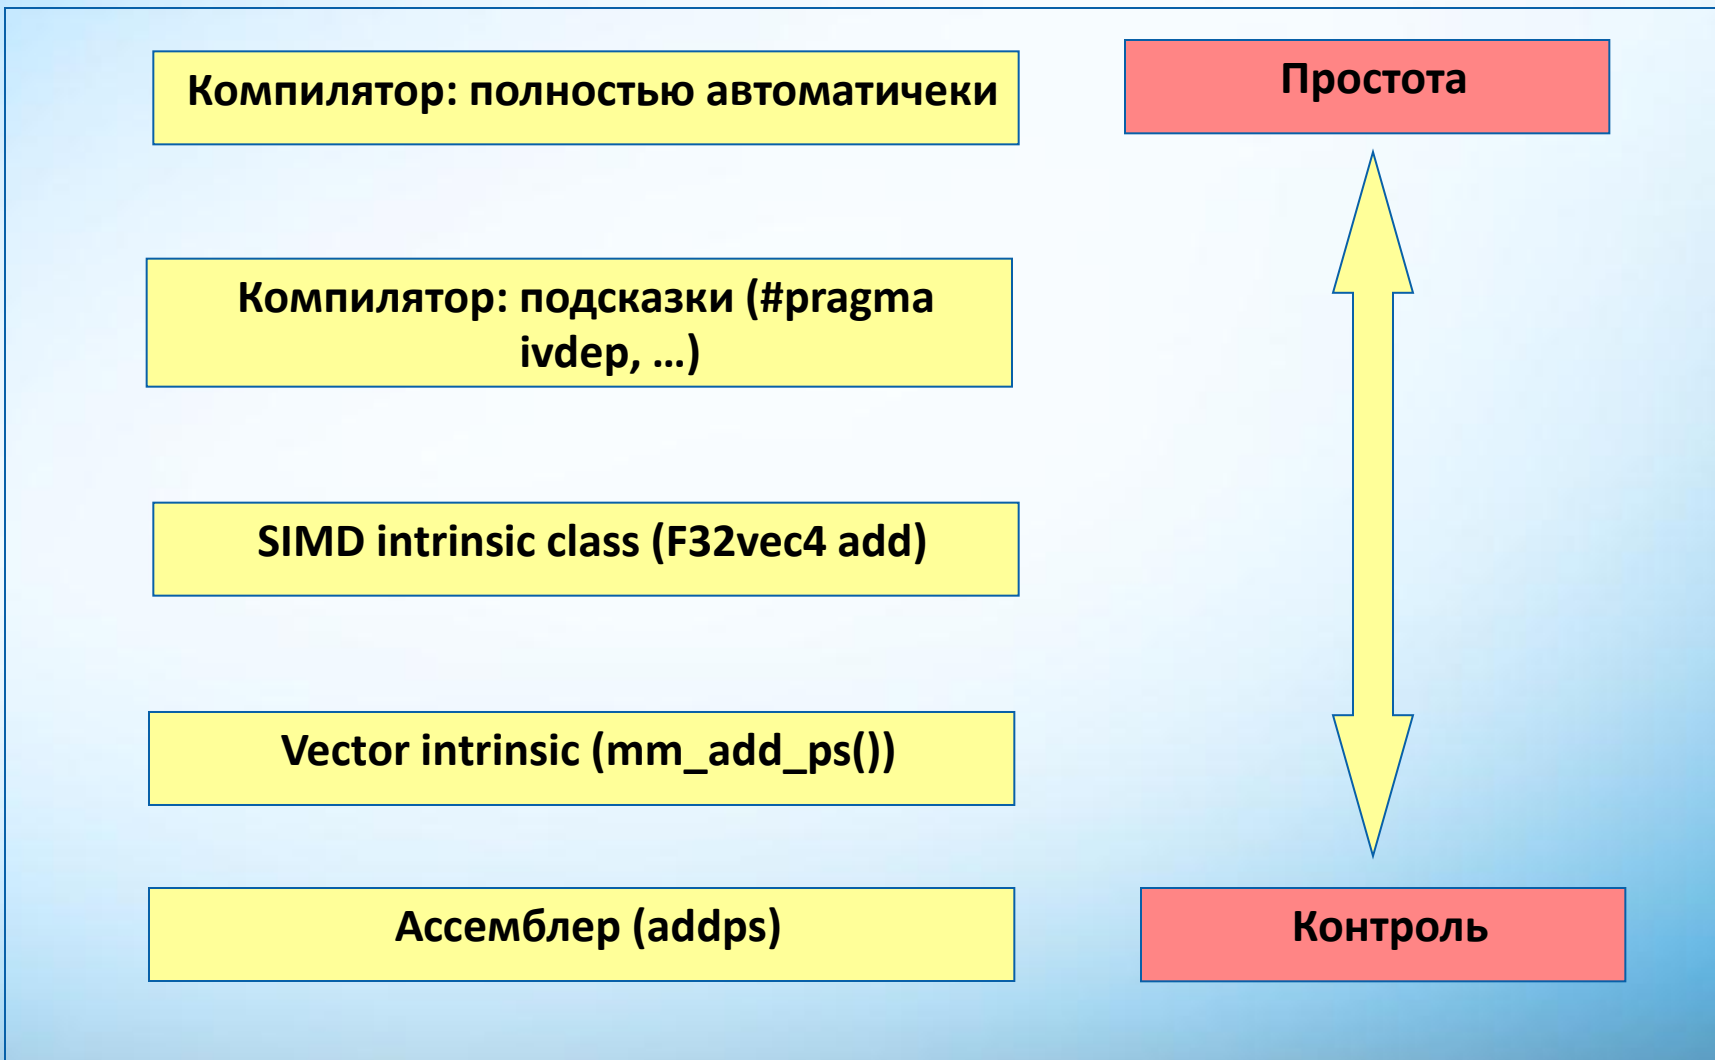 Компилятор: полностью автоматичеки
Простота
Компилятор: подсказки (#pragma
ivdep, ...)
SIMD intrinsic class (F32vec4 add)
Vector intrinsic (mm_add_ps())
Ассемблер (addps)
Контроль